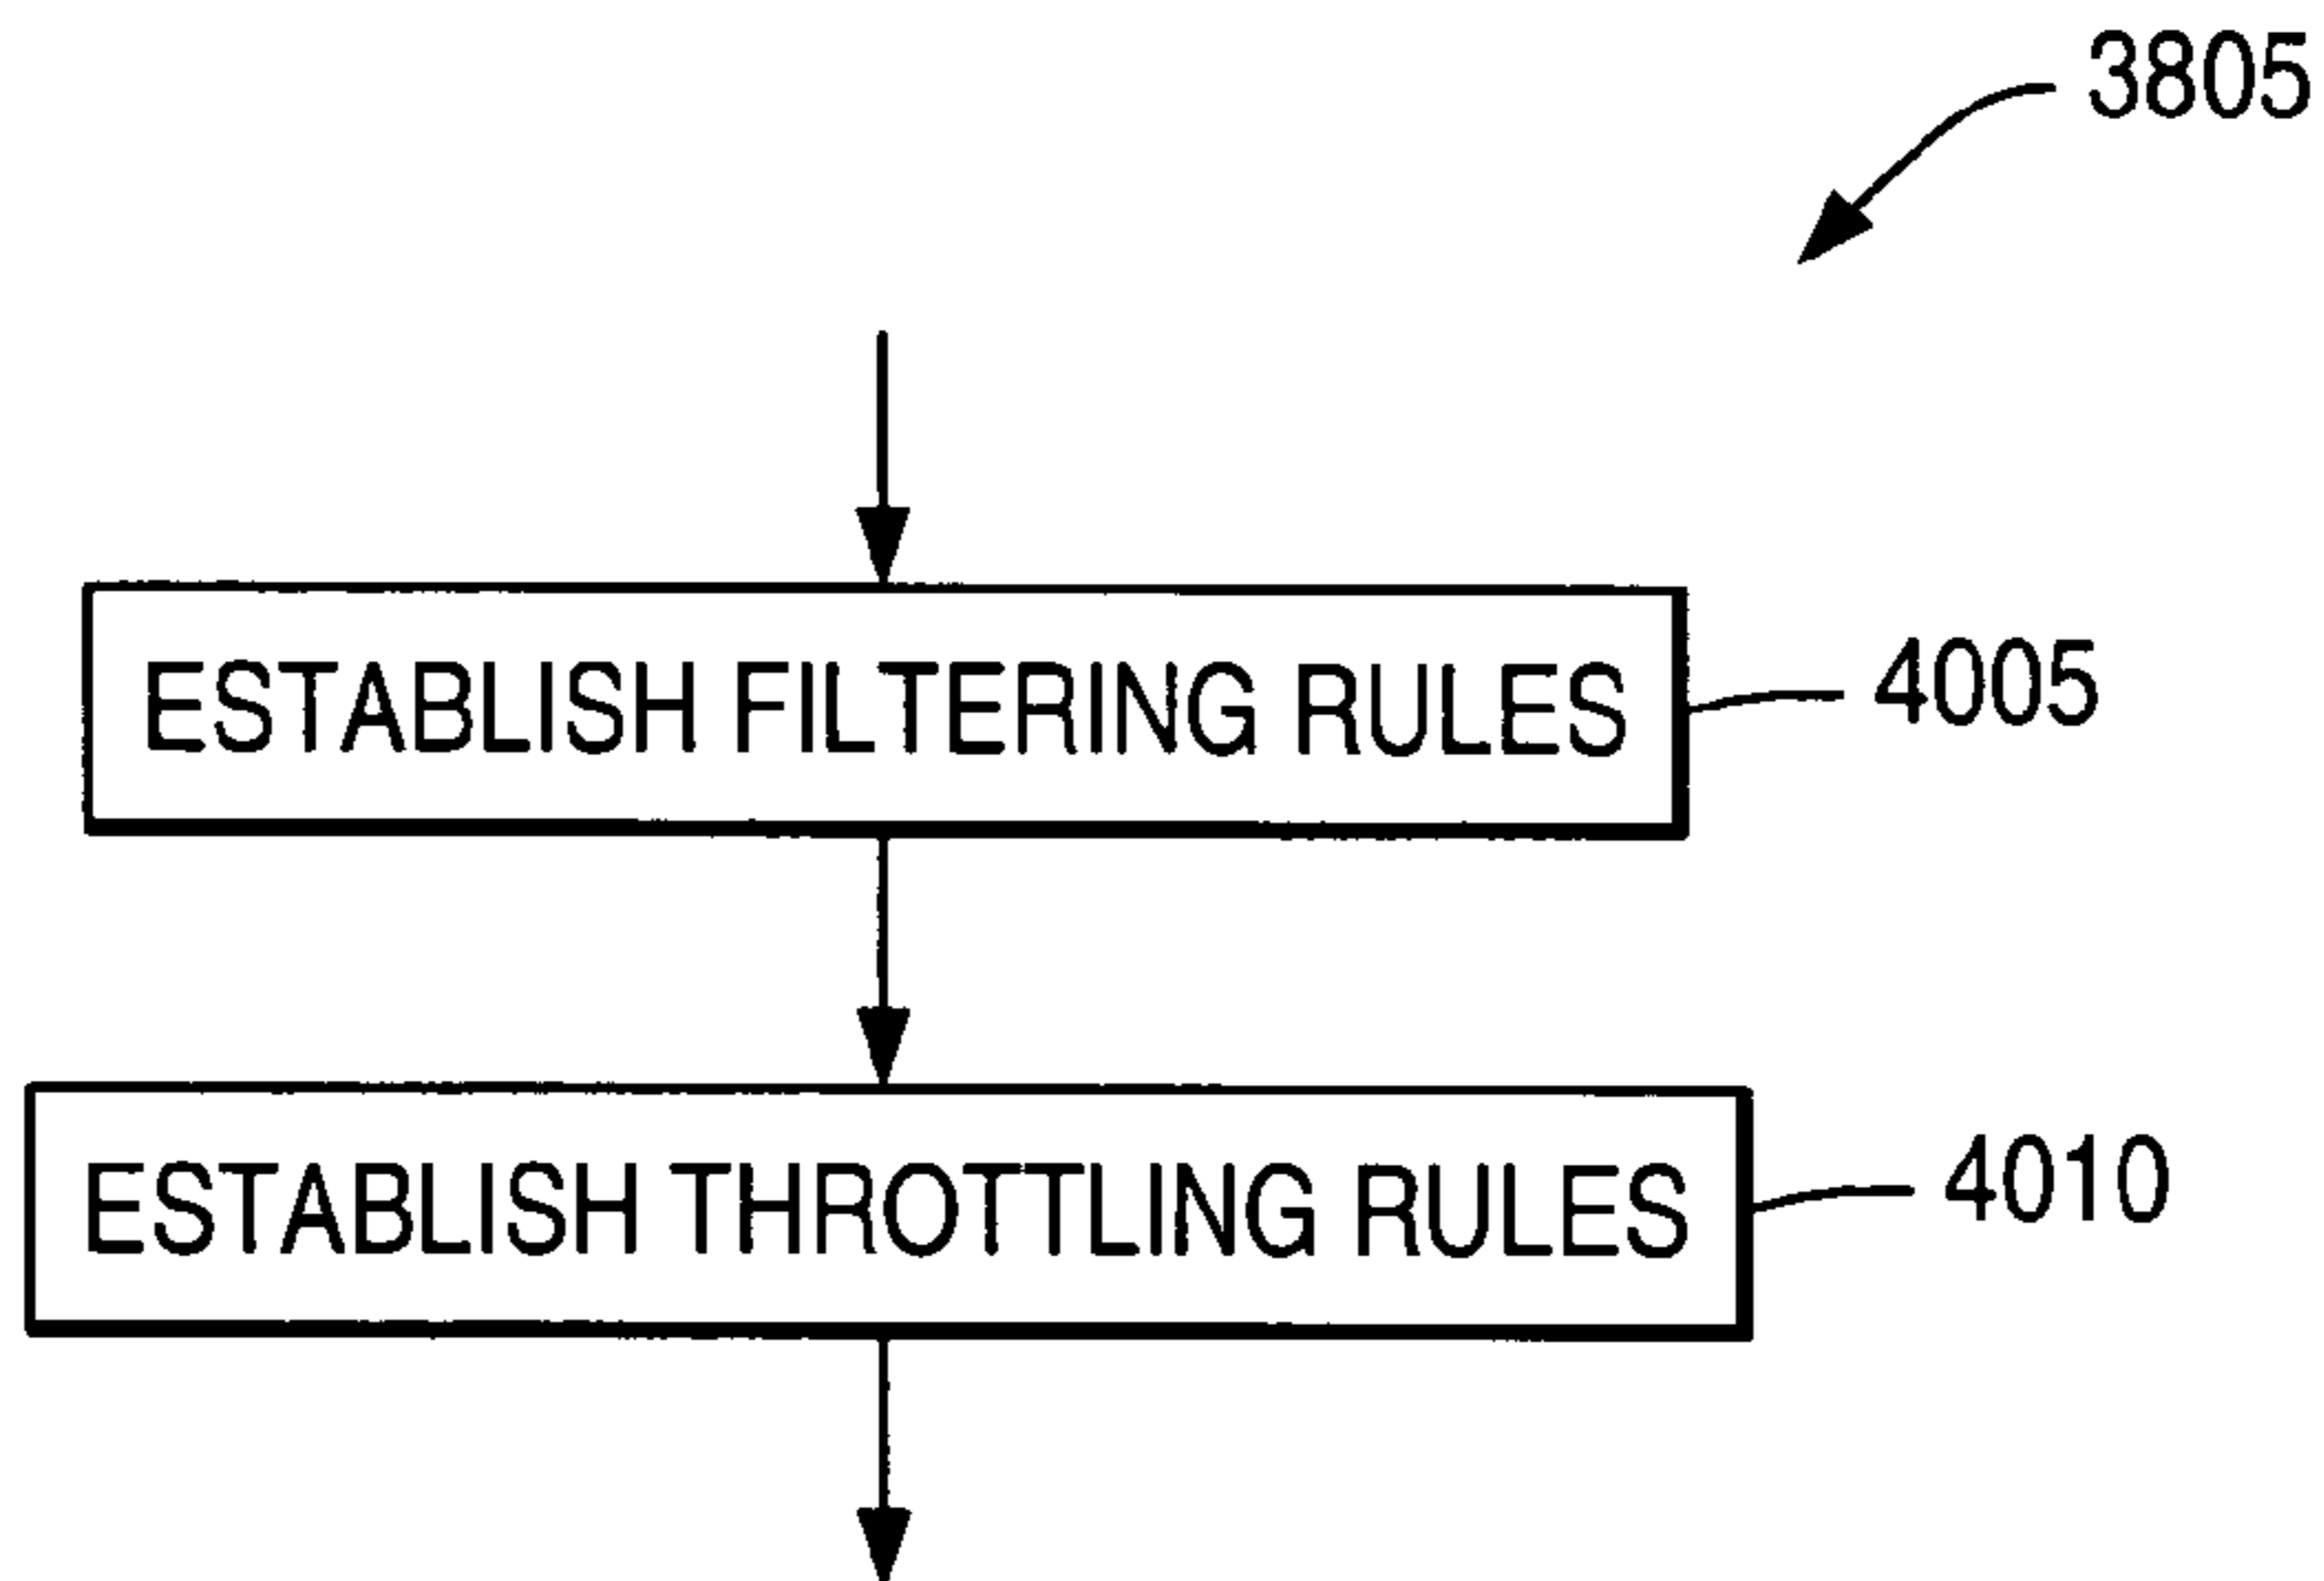 3805
ESTABLISH FILTERING RULES
4005
ESTABLISH THROTTLING RULES
4010